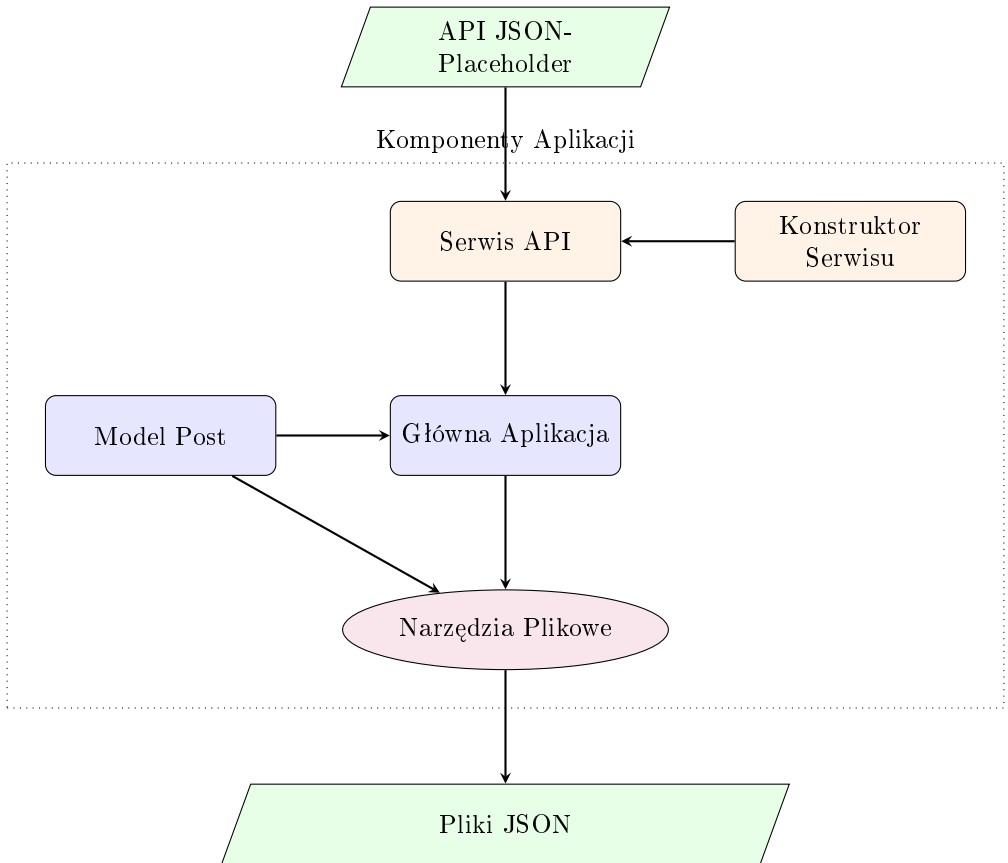 API JSON-
Placeholder
Komponenty Aplikacji
Serwis API
Konstruktor
Serwisu
Model Post
Główna Aplikacja
Narzędzia Plikowe
Pliki JSON